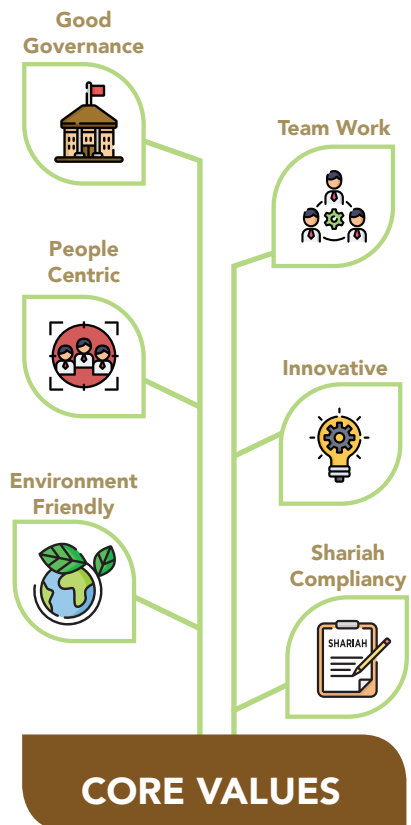 Good
Governance
Team Work
People
Centric
Innovative
Environment
Friendly
Shariah
Compliancy
SHARIAH
CORE VALUES